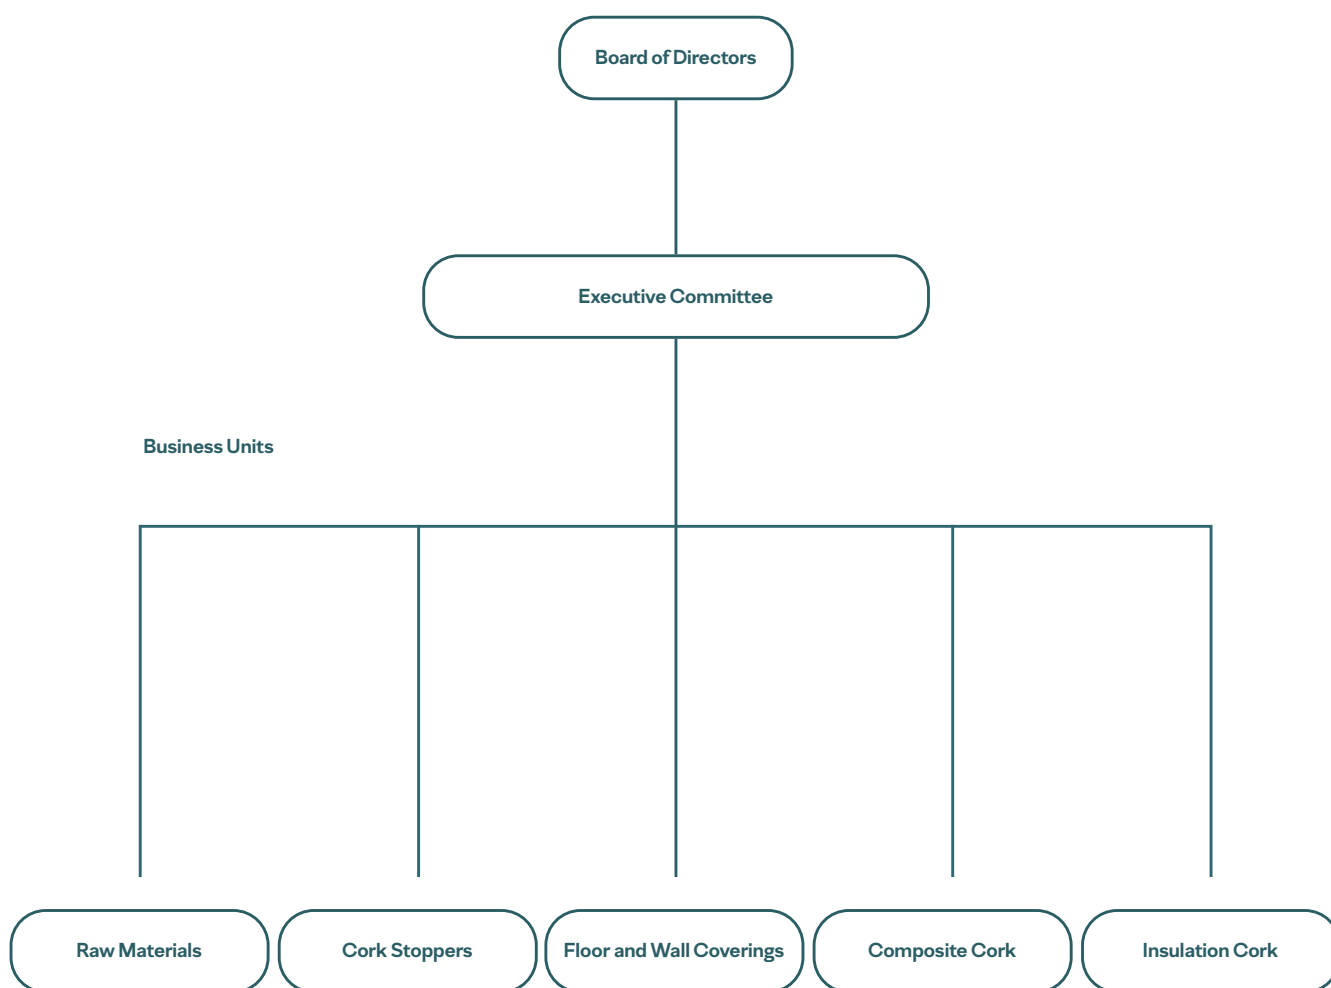 Board of Directors
Executive Committee
Business Units
Raw Materials
Cork Stoppers
Floor and Wall Coverings
Composite Cork
Insulation Cork